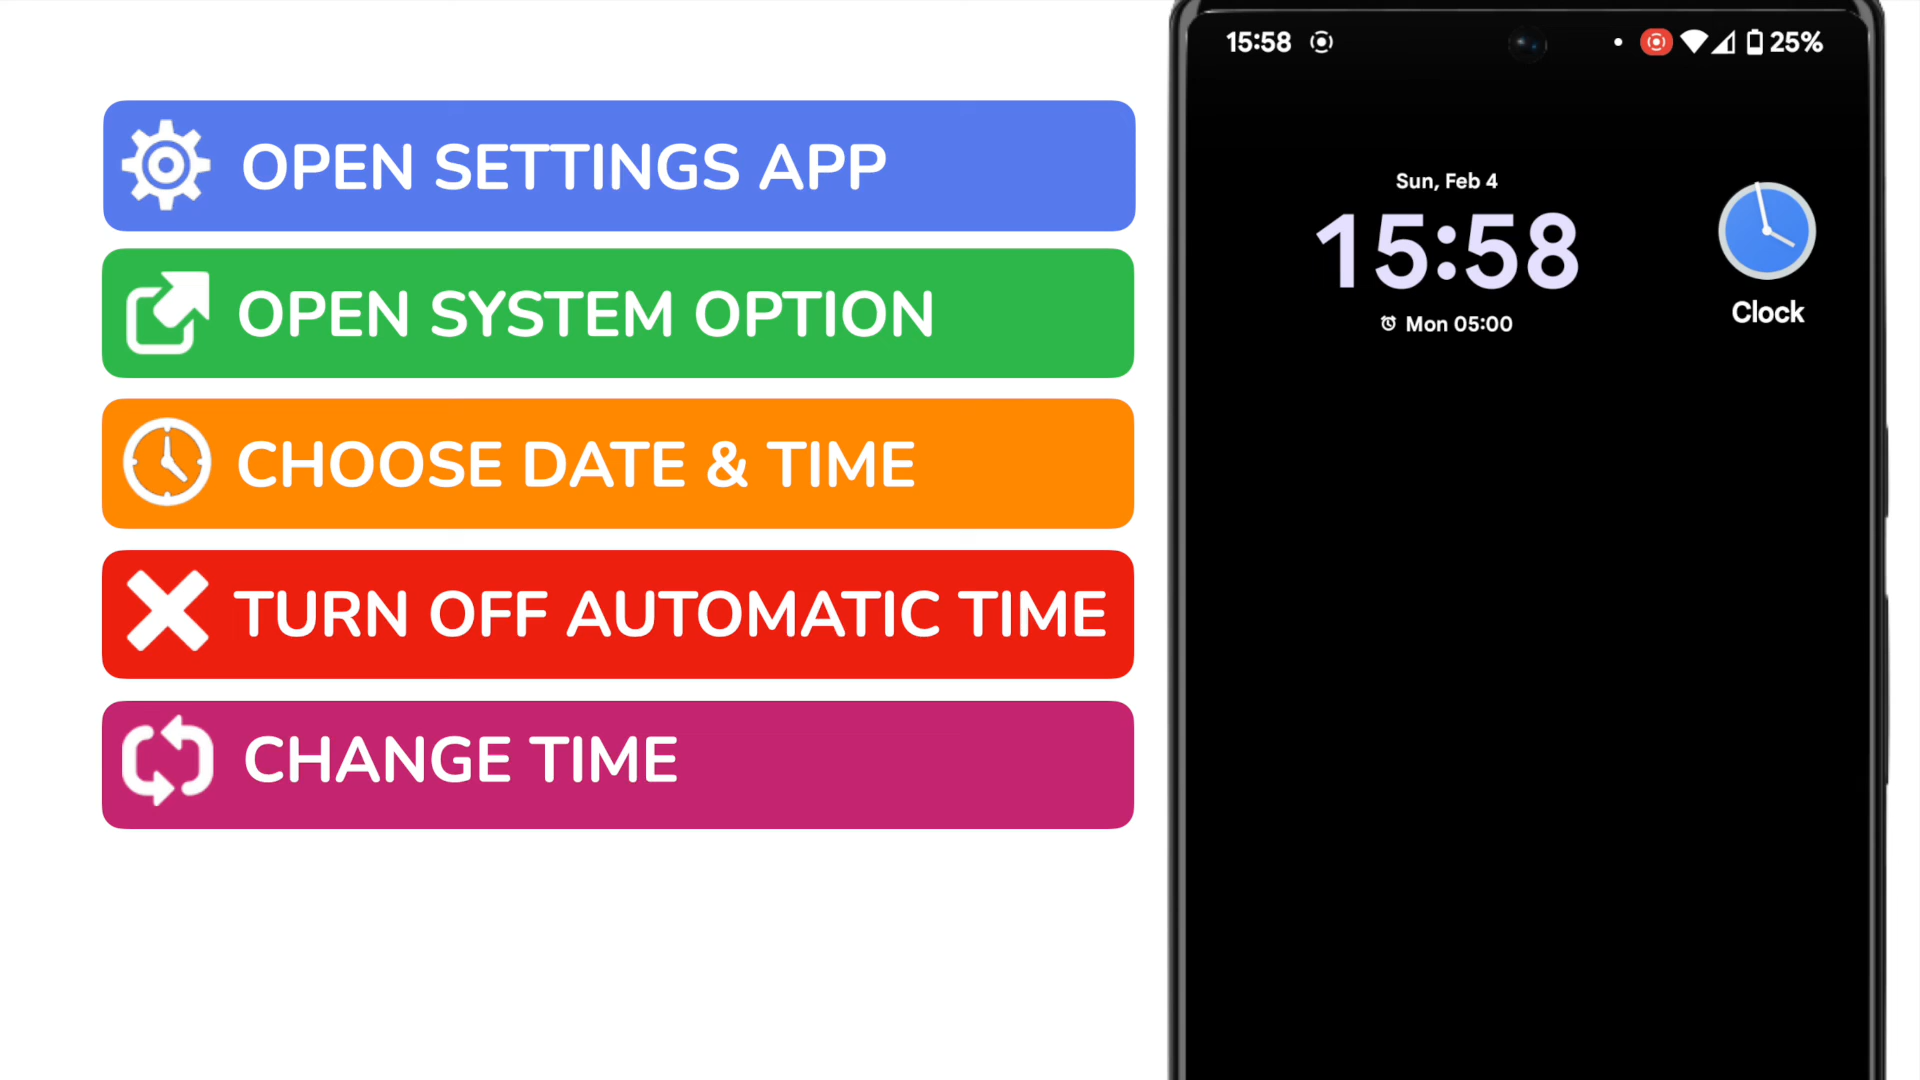 OPEN SETTINGS APP
OPEN SYSTEM OPTION
CHOOSE DATE & TIME
TURN OFF AUTOMATIC TIME
CHANGE TIME
15:58
25%
Sun, Feb 4
15:58
Mon 05:00
Clock